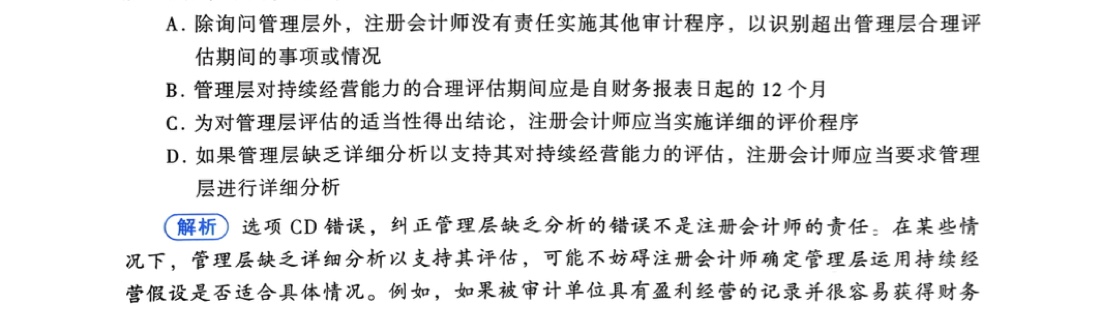 A. 除询问管理层外，注册会计师没有责任实施其他审计程序，以识别超出管理层合理评
估期间的事项或情况
B. 管理层对持续经营能力的合理评估期间应是自财务报表日起的 12 个月
C. 为对管理层评估的适当性得出结论，注册会计师应当实施详细的评价程序
D. 如果管理层缺乏详细分析以支持其对持续经营能力的评估，注册会计师应当要求管理
层进行详细分析
解析 选项 CD 错误，纠正管理层缺乏分析的错误不是注册会计师的责任。在某些情
况下，管理层缺乏详细分析以支持其评估，可能不妨碍注册会计师确定管理层运用持续经
营假设是否适合具体情况。例如，如果被审计单位具有盈利经营的记录并很容易获得财务